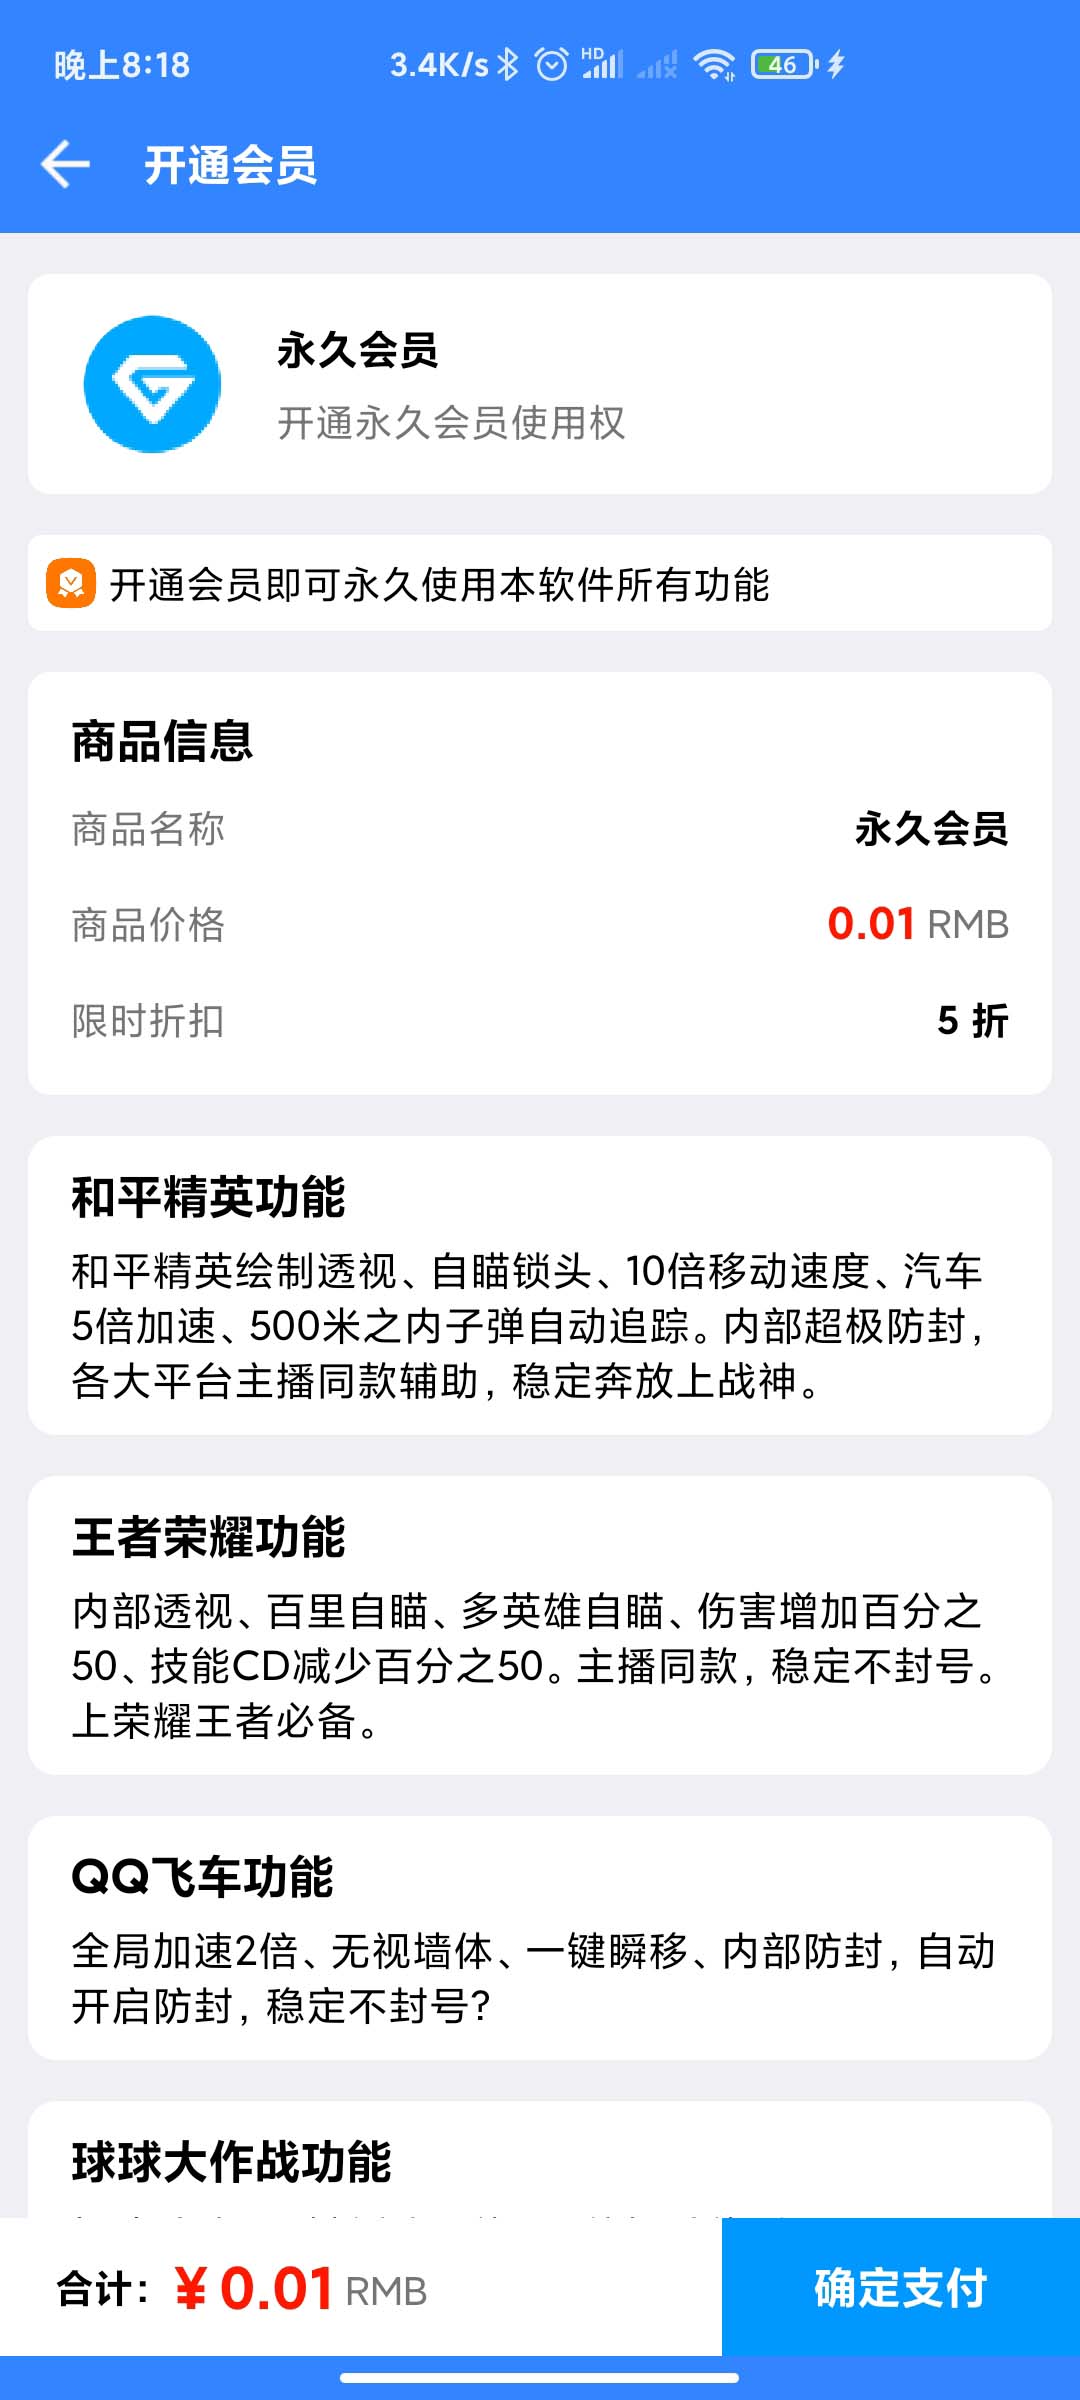 晚上8:18
3.4K/s
HD
46
开通会员
永久会员
开通永久会员使用权
开通会员即可永久使用本软件所有功能
商品信息
商品名称 永久会员
商品价格 0.01 RMB
限时折扣 5 折
和平精英功能
和平精英绘制透视、自瞄锁头、10倍移动速度、汽车
5倍加速、500米之内子弹自动追踪。内部超极防封，
各大平台主播同款辅助，稳定奔放上战神。
王者荣耀功能
内部透视、百里自瞄、多英雄自瞄、伤害增加百分之
50、技能CD减少百分之50。主播同款，稳定不封号。
上荣耀王者必备。
QQ飞车功能
全局加速2倍、无视墙体、一键瞬移、内部防封，自动
开启防封，稳定不封号?
球球大作战功能
合计：￥0.01 RMB
确定支付